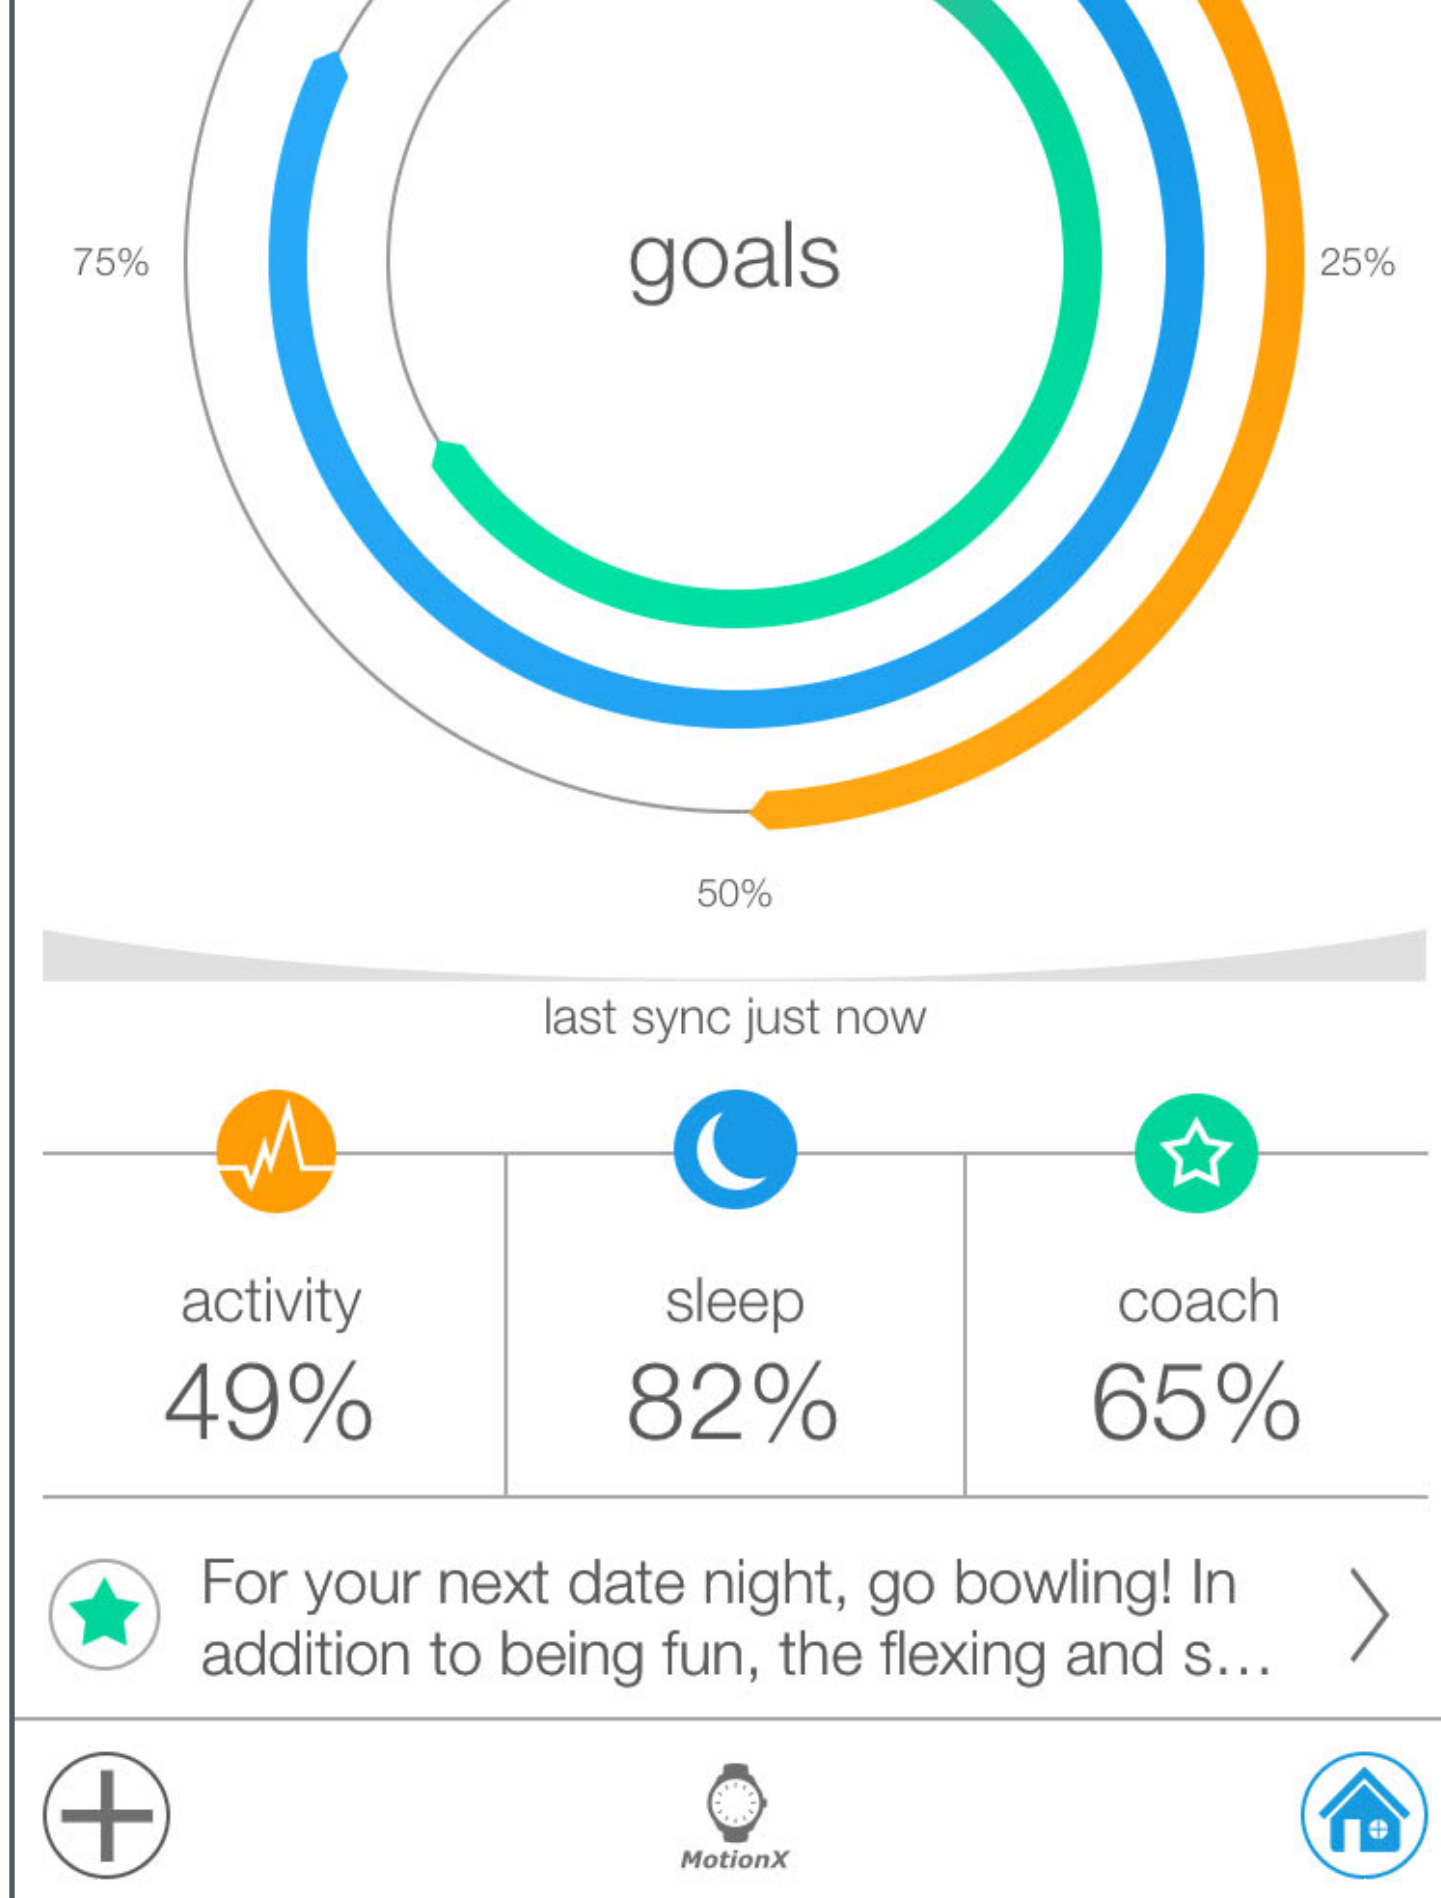 goals
75%
25%
50%
last sync just now
activity
49%
sleep
82%
coach
65%
For your next date night, go bowling! In
addition to being fun, the flexing and s...
MotionX